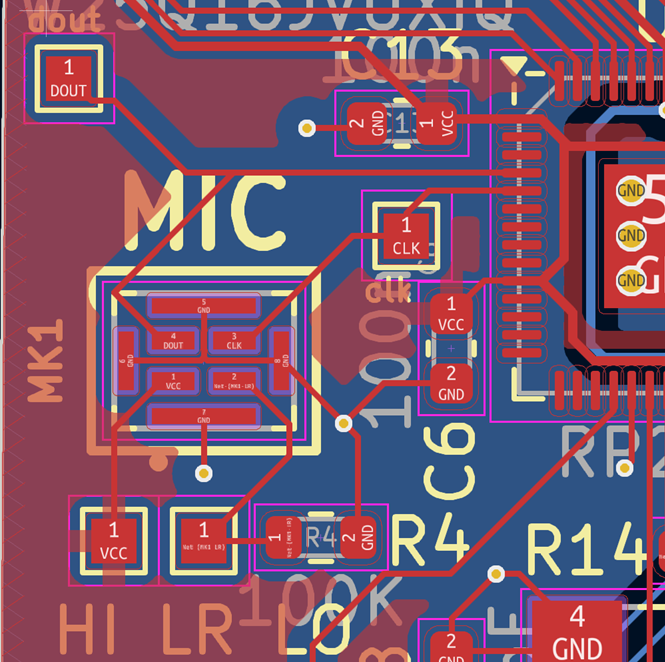 dout
C13
100n
1
DOUT
2
GND
C13
1
VCC
MIC
1
CLK
clk
GND
GND
GND
5
GND
4
DOUT
3
CLK
6
GND
8
GND
1
VCC
2
Net (MK1-LR)
7
GND
MK1
1
VCC
2
GND
100n
C6
RP2
1
VCC
1
Net (MK1-LR)
1
Net (MK1-LR)
R4
2
GND
R4
R14
100K
HI LR LO
2
GND
4
GND